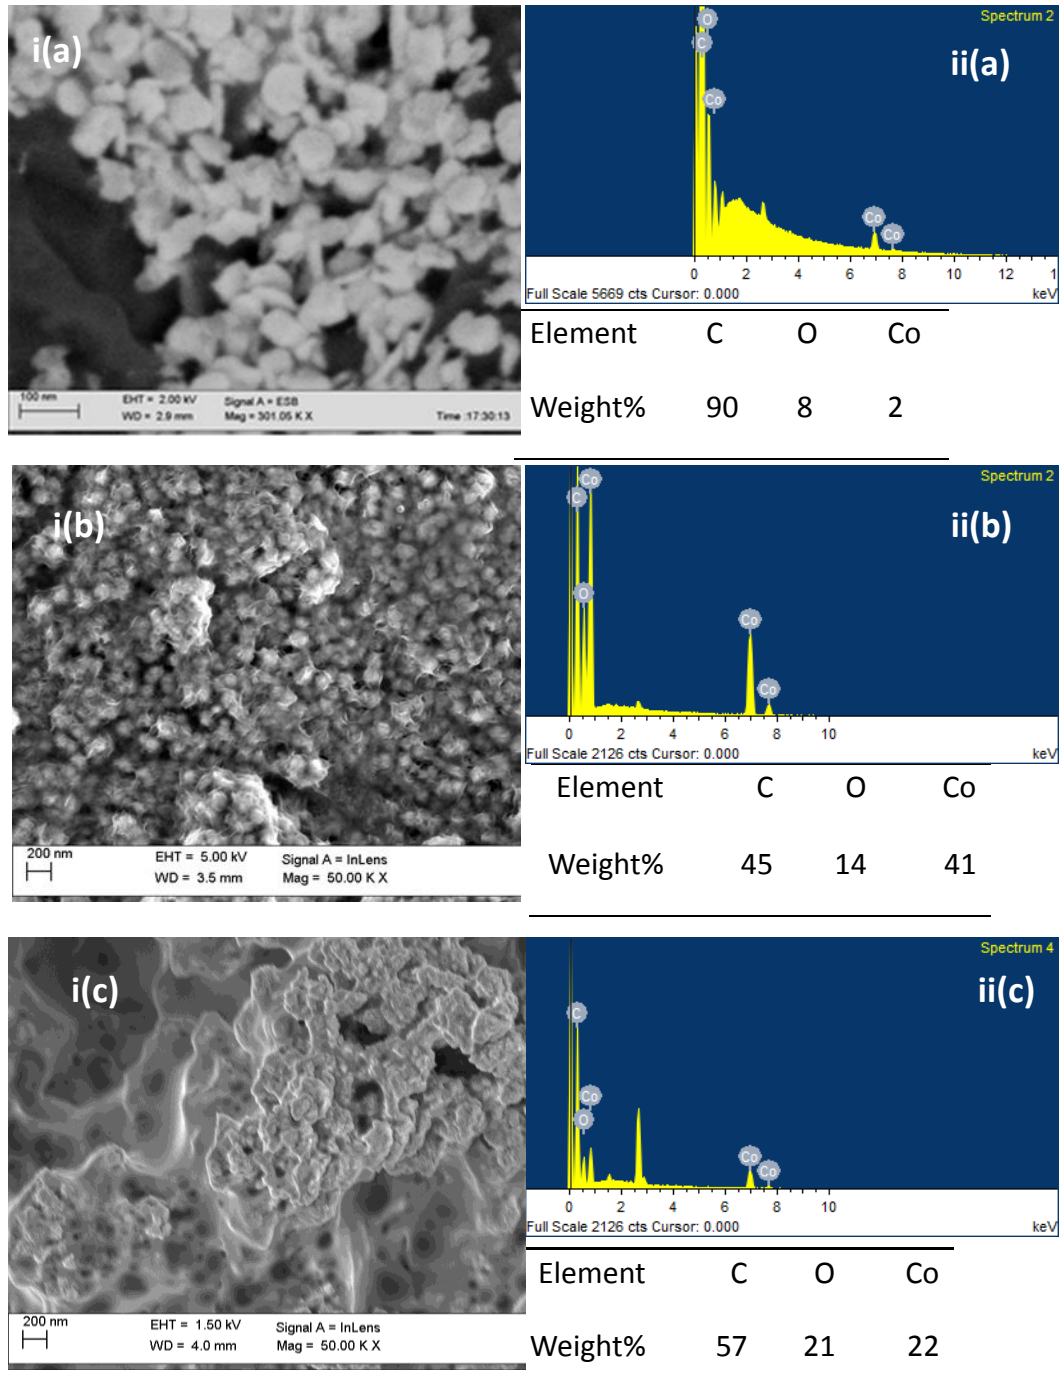 i(a)
100 nm
EHT = 2.00 kV
Signal A = ESB
WD = 2.9 mm
Mag = 301.05 K X
Time :17:30:13
Spectrum 2
ii(a)
O
C
Co
Co
Co
0 2 4 6 8 10 12 1
Full Scale 5669 cts Cursor: 0.000
keV
Element C O Co
Weight% 90 8 2
i(b)
200 nm
EHT = 5.00 kV
Signal A = InLens
WD = 3.5 mm
Mag = 50.00 K X
Spectrum 2
ii(b)
Co
C
O
Co
Co
0 2 4 6 8 10
Full Scale 2126 cts Cursor: 0.000
keV
Element C O Co
Weight% 45 14 41
i(c)
200 nm
EHT = 1.50 kV
Signal A = InLens
WD = 4.0 mm
Mag = 50.00 K X
Spectrum 4
ii(c)
C
Co
O
Co
Co
0 2 4 6 8 10
Full Scale 2126 cts Cursor: 0.000
keV
Element C O Co
Weight% 57 21 22